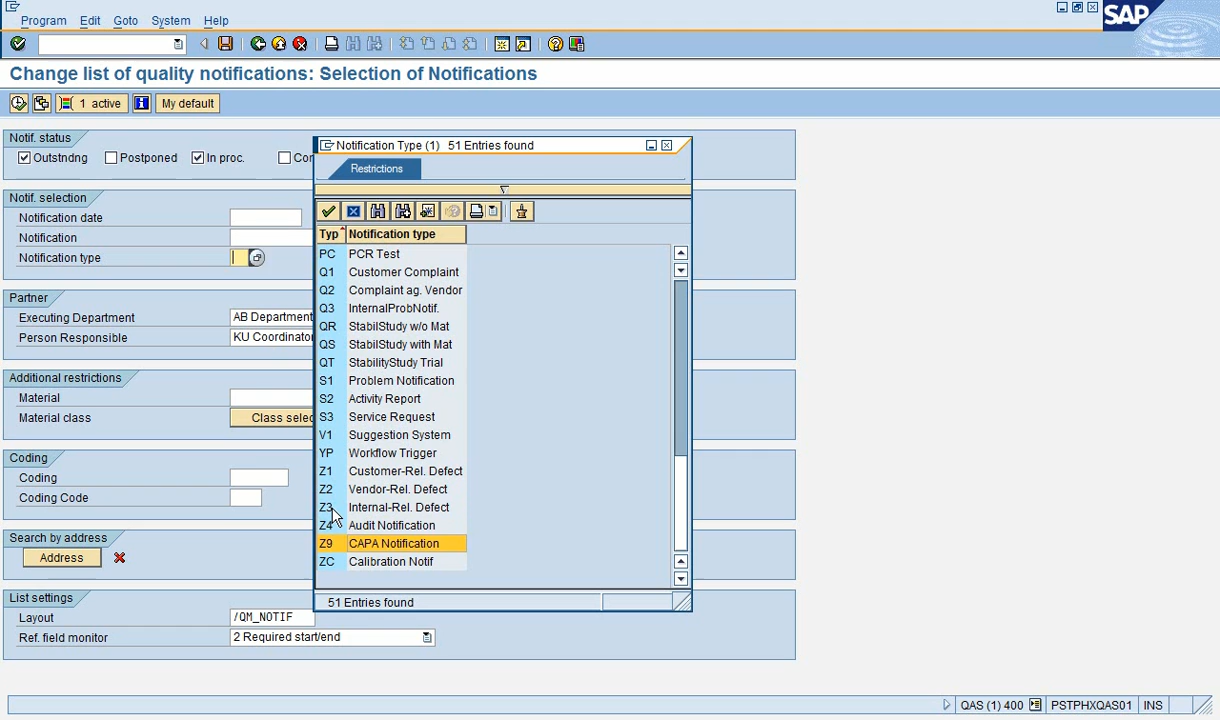 Program Edit Goto System Help
SAP
Change list of quality notifications: Selection of Notifications
1 active My default
Notif. status
Outstndng Postponed In proc.
Notif. selection
Notification date
Notification
Notification type
Partner
Executing Department AB Department
Person Responsible
Additional restrictions
Material
Material class
Coding
Coding
Coding Code
Search by address
Address
List settings
Layout /QM_NOTIF
Ref. field monitor 2 Required start/end
Notification Type (1) 51 Entries found
Restrictions
Typ Notification type
PC PCR Test
Q1 Customer Complaint
Q2 Complaint ag. Vendor
Q3 InternalProbNotif.
QR StabilStudy w/o Mat
QS StabilStudy with Mat
QT StabilityStudy Trial
S1 Problem Notification
S2 Activity Report
S3 Service Request
V1 Suggestion System
YP Workflow Trigger
Z1 Customer-Rel. Defect
Z2 Vendor-Rel. Defect
Z3 Internal-Rel. Defect
Z4 Audit Notification
Z9 CAPA Notification
ZC Calibration Notif
51 Entries found
QAS (1) 400 PSTPHXQAS01 INS